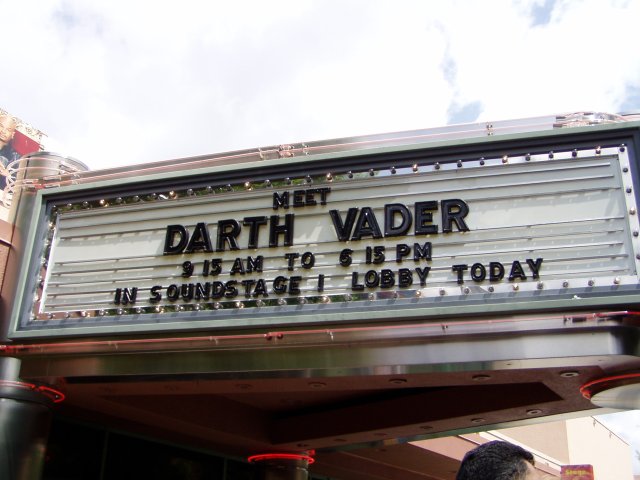 MEET
DARTH VADER
9 15 AM TO 6 15 PM
IN SOUNDSTAGE 1 LOBBY TODAY